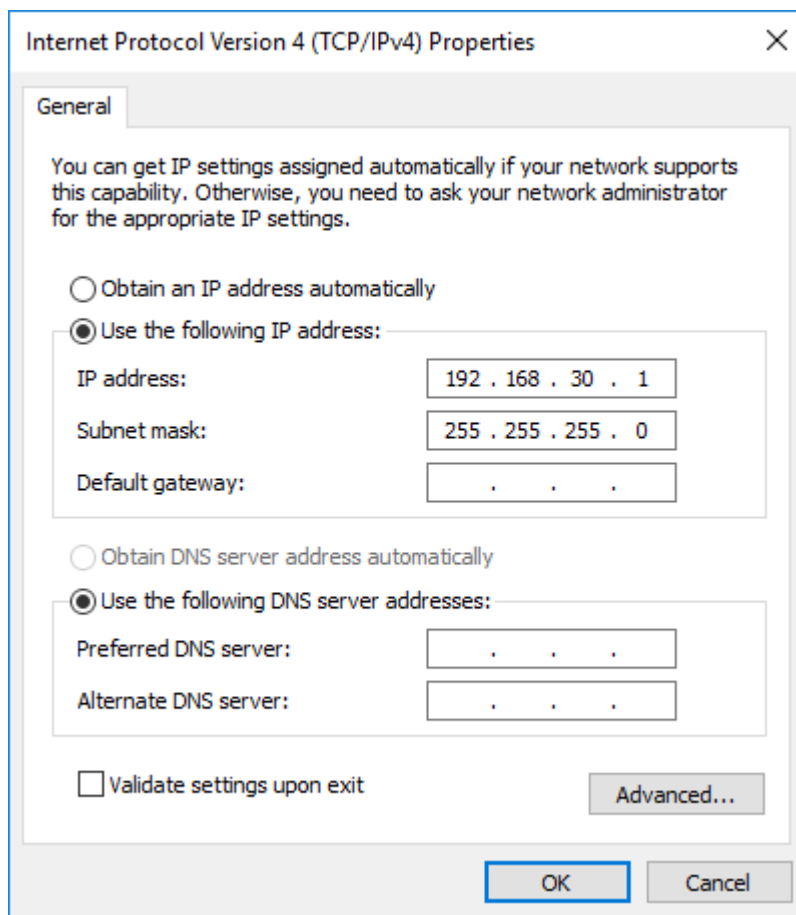 Internet Protocol Version 4 (TCP/IPv4) Properties
General
You can get IP settings assigned automatically if your network supports
this capability. Otherwise, you need to ask your network administrator
for the appropriate IP settings.
Obtain an IP address automatically
Use the following IP address:
IP address: 192 . 168 . 30 . 1
Subnet mask: 255 . 255 . 255 . 0
Default gateway: . . .
Obtain DNS server address automatically
Use the following DNS server addresses:
Preferred DNS server: . . .
Alternate DNS server: . . .
Validate settings upon exit
Advanced...
OK Cancel